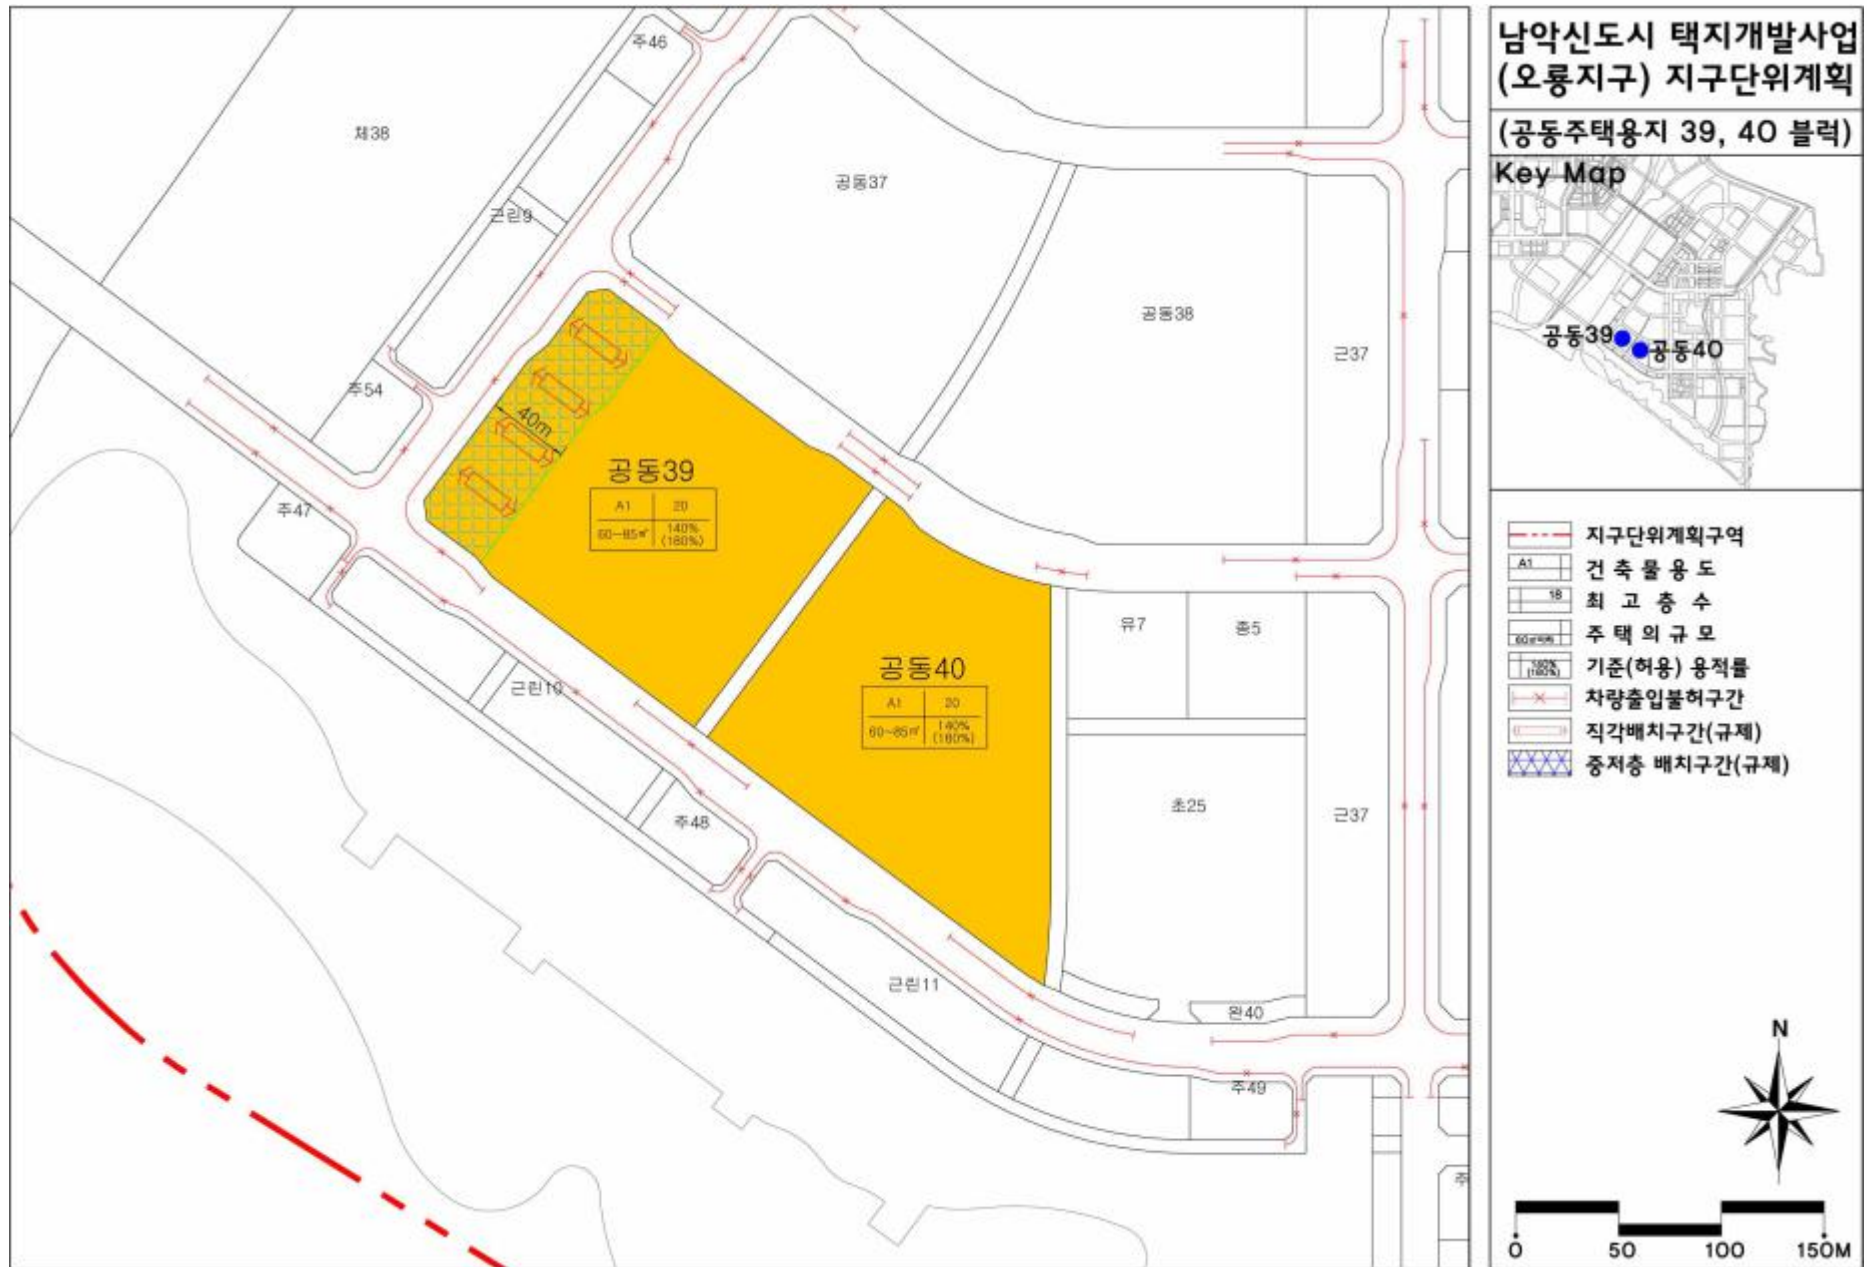 남악신도시 택지개발사업
(오룡지구) 지구단위계획
(공동주택용지 39, 40 블럭)
Key Map
공동39
공동40
지구단위계획구역
A1
건 축 물 용 도
18
최 고 층 수
주 택 의 규 모
180%
(180%)
기준(허용) 용적률
차량출입불허구간
직각배치구간(규제)
중저층 배치구간(규제)
N
0 50 100 150M
주46
체38
공동37
근린9
공동38
근37
주54
40m
공동39
A1 20
60~85㎡ 140%
(180%)
주47
유7
종5
공동40
A1 20
60~85㎡ 140%
(180%)
근린10
초25
근37
주48
근린11
완40
주49
주